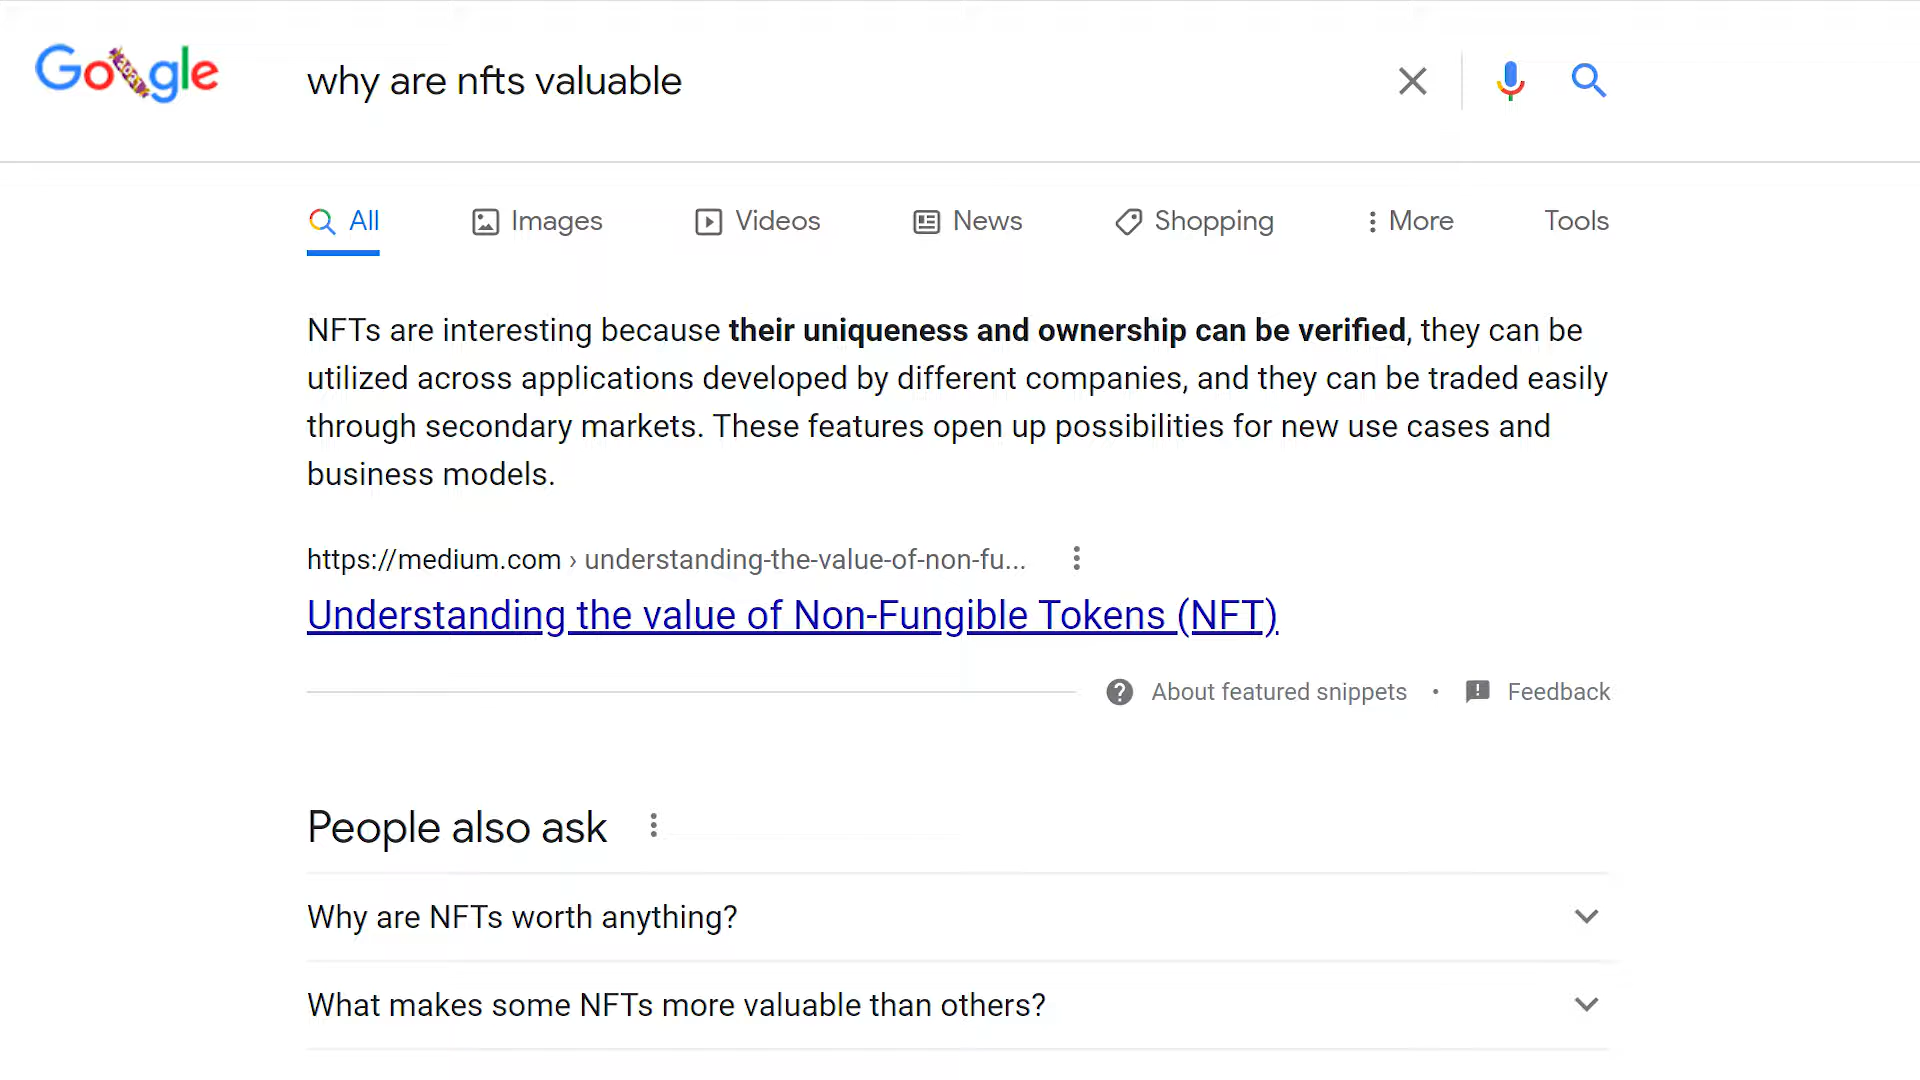 Google
why are nfts valuable
All Images Videos News Shopping More Tools
NFTs are interesting because their uniqueness and ownership can be verified, they can be
utilized across applications developed by different companies, and they can be traded easily
through secondary markets. These features open up possibilities for new use cases and
business models.
https://medium.com › understanding-the-value-of-non-fu...
Understanding the value of Non-Fungible Tokens (NFT)
About featured snippets • Feedback
People also ask
Why are NFTs worth anything?
What makes some NFTs more valuable than others?